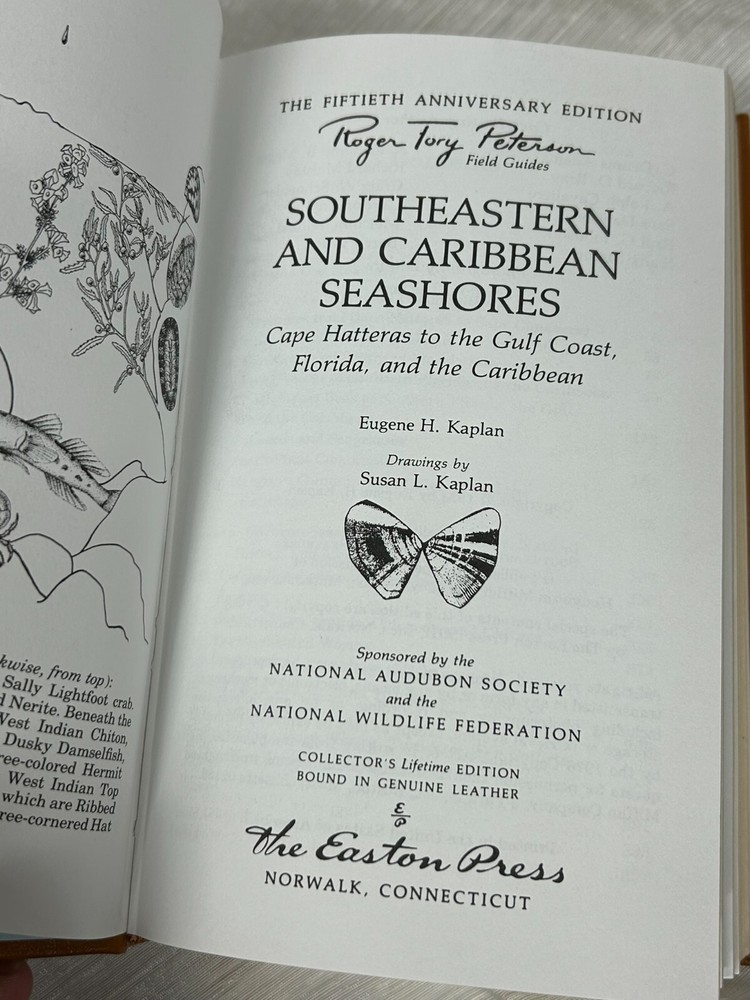 kwise, from top):
Sally Lightfoot crab.
d Nerite. Beneath the
West Indian Chiton,
Dusky Damselfish,
ree-colored Hermit
West Indian Top
which are Ribbed
ree-cornered Hat
THE FIFTIETH ANNIVERSARY EDITION
Roger Tory Peterson
Field Guides
SOUTHEASTERN
AND CARIBBEAN
SEASHORES
Cape Hatteras to the Gulf Coast,
Florida, and the Caribbean
Eugene H. Kaplan
Drawings by
Susan L. Kaplan
Sponsored by the
NATIONAL AUDUBON SOCIETY
and the
NATIONAL WILDLIFE FEDERATION
COLLECTOR'S Lifetime EDITION
BOUND IN GENUINE LEATHER
E
P
The Easton Press
NORWALK, CONNECTICUT